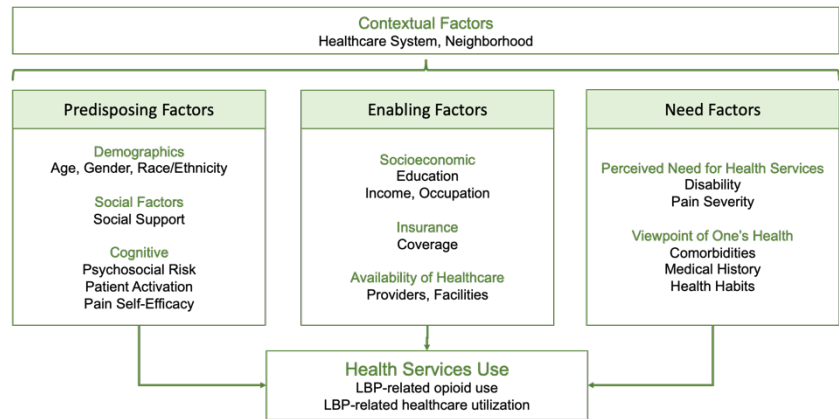 Contextual Factors
Healthcare System, Neighborhood
Predisposing Factors
Demographics
Age, Gender, Race/Ethnicity
Social Factors
Social Support
Cognitive
Psychosocial Risk
Patient Activation
Pain Self-Efficacy
Enabling Factors
Socioeconomic
Education
Income, Occupation
Insurance
Coverage
Availability of Healthcare
Providers, Facilities
Need Factors
Perceived Need for Health Services
Disability
Pain Severity
Viewpoint of One's Health
Comorbidities
Medical History
Health Habits
Health Services Use
LBP-related opioid use
LBP-related healthcare utilization